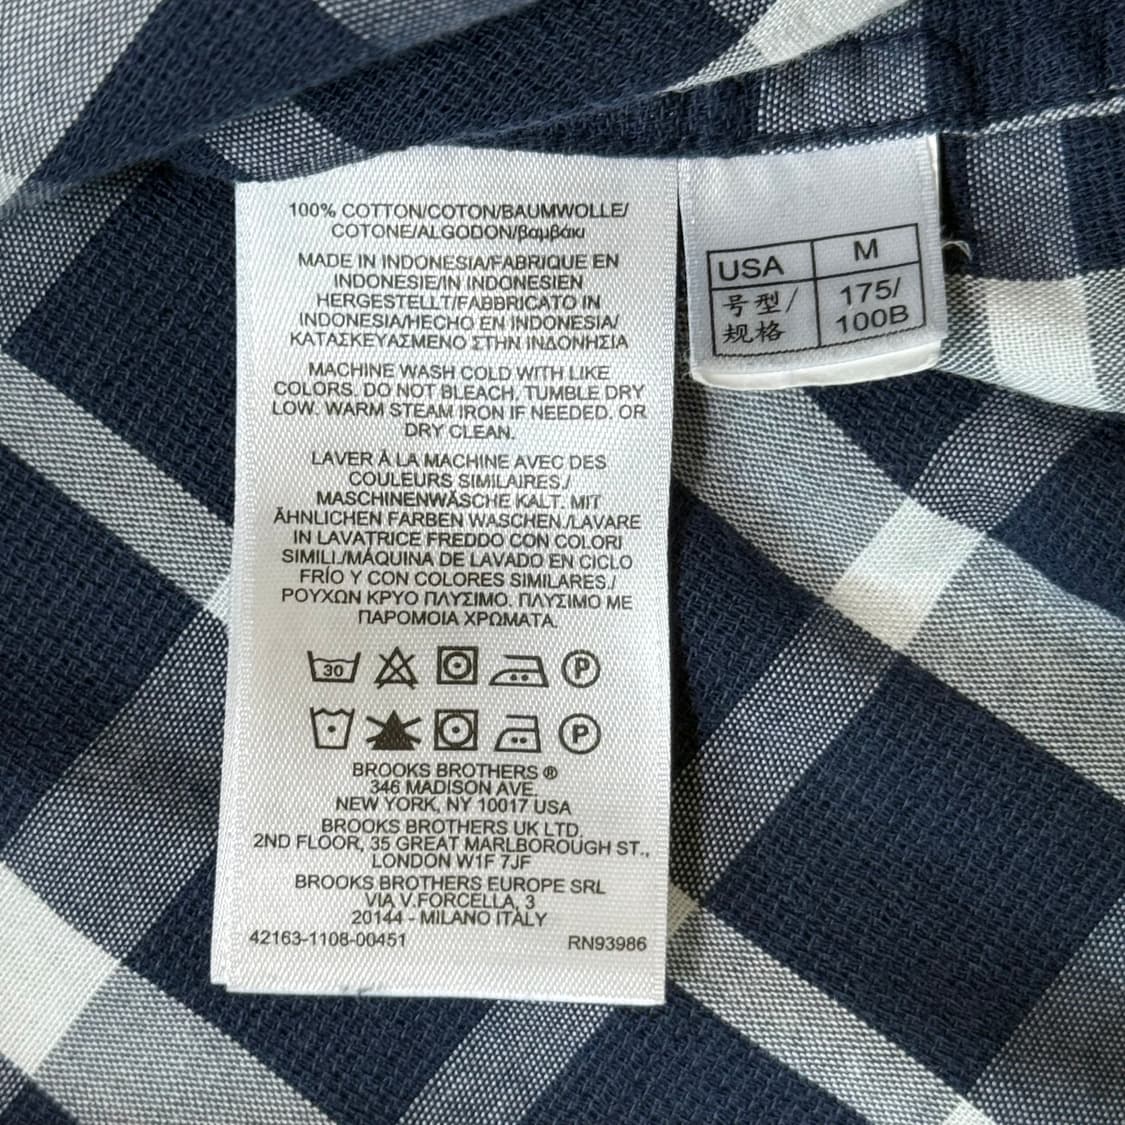 100% COTTON/COTON/BAUMWOLLE/
COTONE/ALGODON/βαμβάκι
MADE IN INDONESIA/FABRIQUE EN
INDONESIE/IN INDONESIEN
HERGESTELLT/FABBRICATO IN
INDONESIA/HECHO EN INDONESIA/
ΚΑΤΑΣΚΕΥΑΣΜΕΝΟ ΣΤΗΝ ΙΝΔΟΝΗΣΙΑ
MACHINE WASH COLD WITH LIKE
COLORS. DO NOT BLEACH. TUMBLE DRY
LOW. WARM STEAM IRON IF NEEDED. OR
DRY CLEAN.
LAVER À LA MACHINE AVEC DES
COULEURS SIMILAIRES./
MASCHINENWÄSCHE KALT. MIT
ÄHNLICHEN FARBEN WASCHEN./LAVARE
IN LAVATRICE FREDDO CON COLORI
SIMILI./MÁQUINA DE LAVADO EN CICLO
FRÍO Y CON COLORES SIMILARES./
ΡΟΥΧΩΝ ΚΡΥΟ ΠΛΥΣΙΜΟ. ΠΛΥΣΙΜΟ ΜΕ
ΠΑΡΟΜΟΙΑ ΧΡΩΜΑΤΑ.
30 P
P
BROOKS BROTHERS ®
346 MADISON AVE.
NEW YORK, NY 10017 USA
BROOKS BROTHERS UK LTD.
2ND FLOOR, 35 GREAT MARLBOROUGH ST.,
LONDON W1F 7JF
BROOKS BROTHERS EUROPE SRL
VIA V.FORCELLA, 3
20144 - MILANO ITALY
42163-1108-00451 RN93986
USA M
号型/ 175/
规格 100B